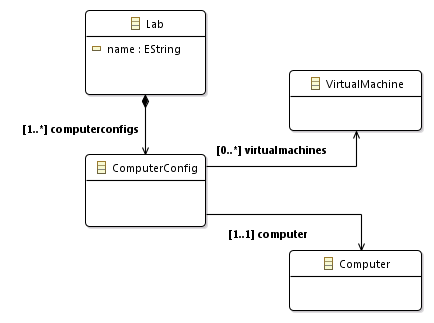 Lab
name : EString
VirtualMachine
[1..*] computerconfigs
[0..*] virtualmachines
ComputerConfig
[1..1] computer
Computer